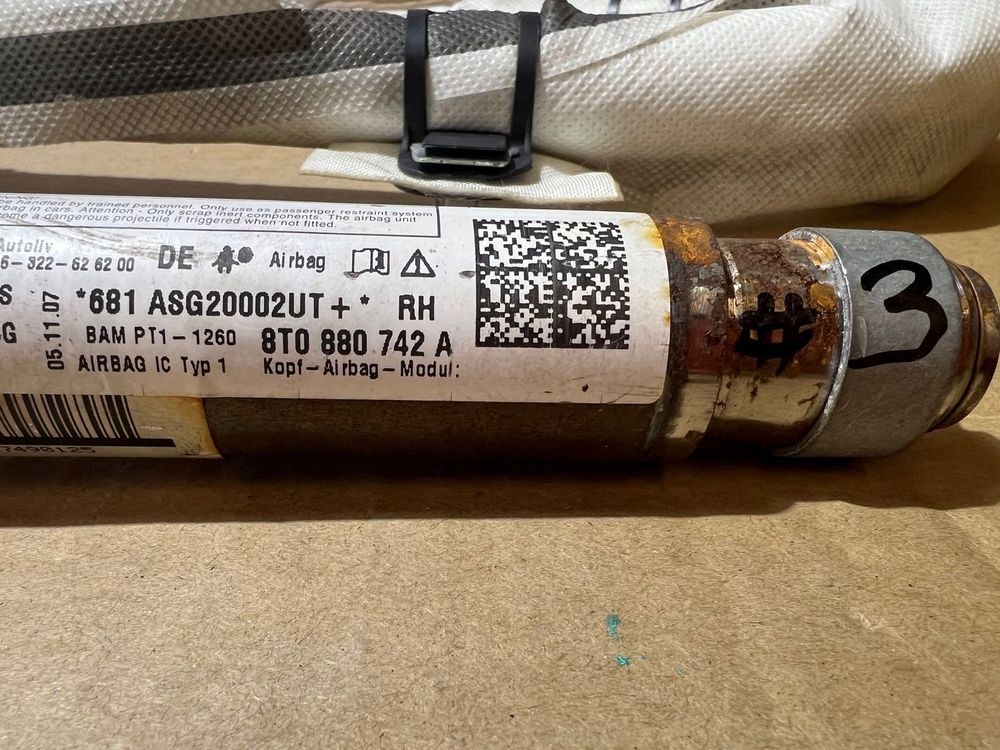 be handled by trained personnel. Only use as passenger restraint system
airbag in cars. Attention - Only scrap inert components. The airbag unit
come a dangerous projectile if triggered when not fitted.
Autoliv
6-322-62 62 00
DE
Airbag
S
05.11.07
*681 ASG20002UT+* RH
G
BAM PT1-1260
8T0 880 742 A
AIRBAG IC Typ 1
Kopf-Airbag-Modul:
7498125
#3